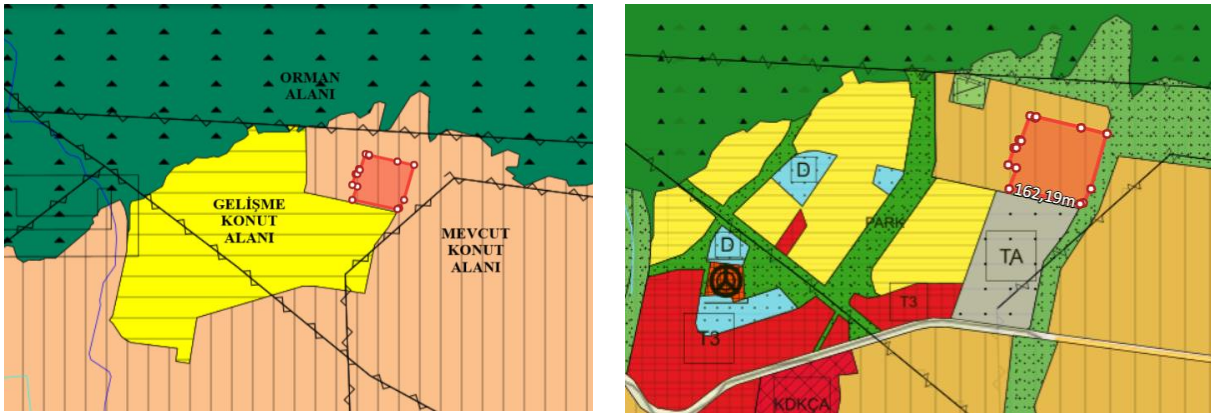 ORMAN
ALANI
GELİŞME
KONUT
ALANI
MEVCUT
KONUT
ALANI
D
162,19m
PARK
D
TA
T3
T3
KDKÇA